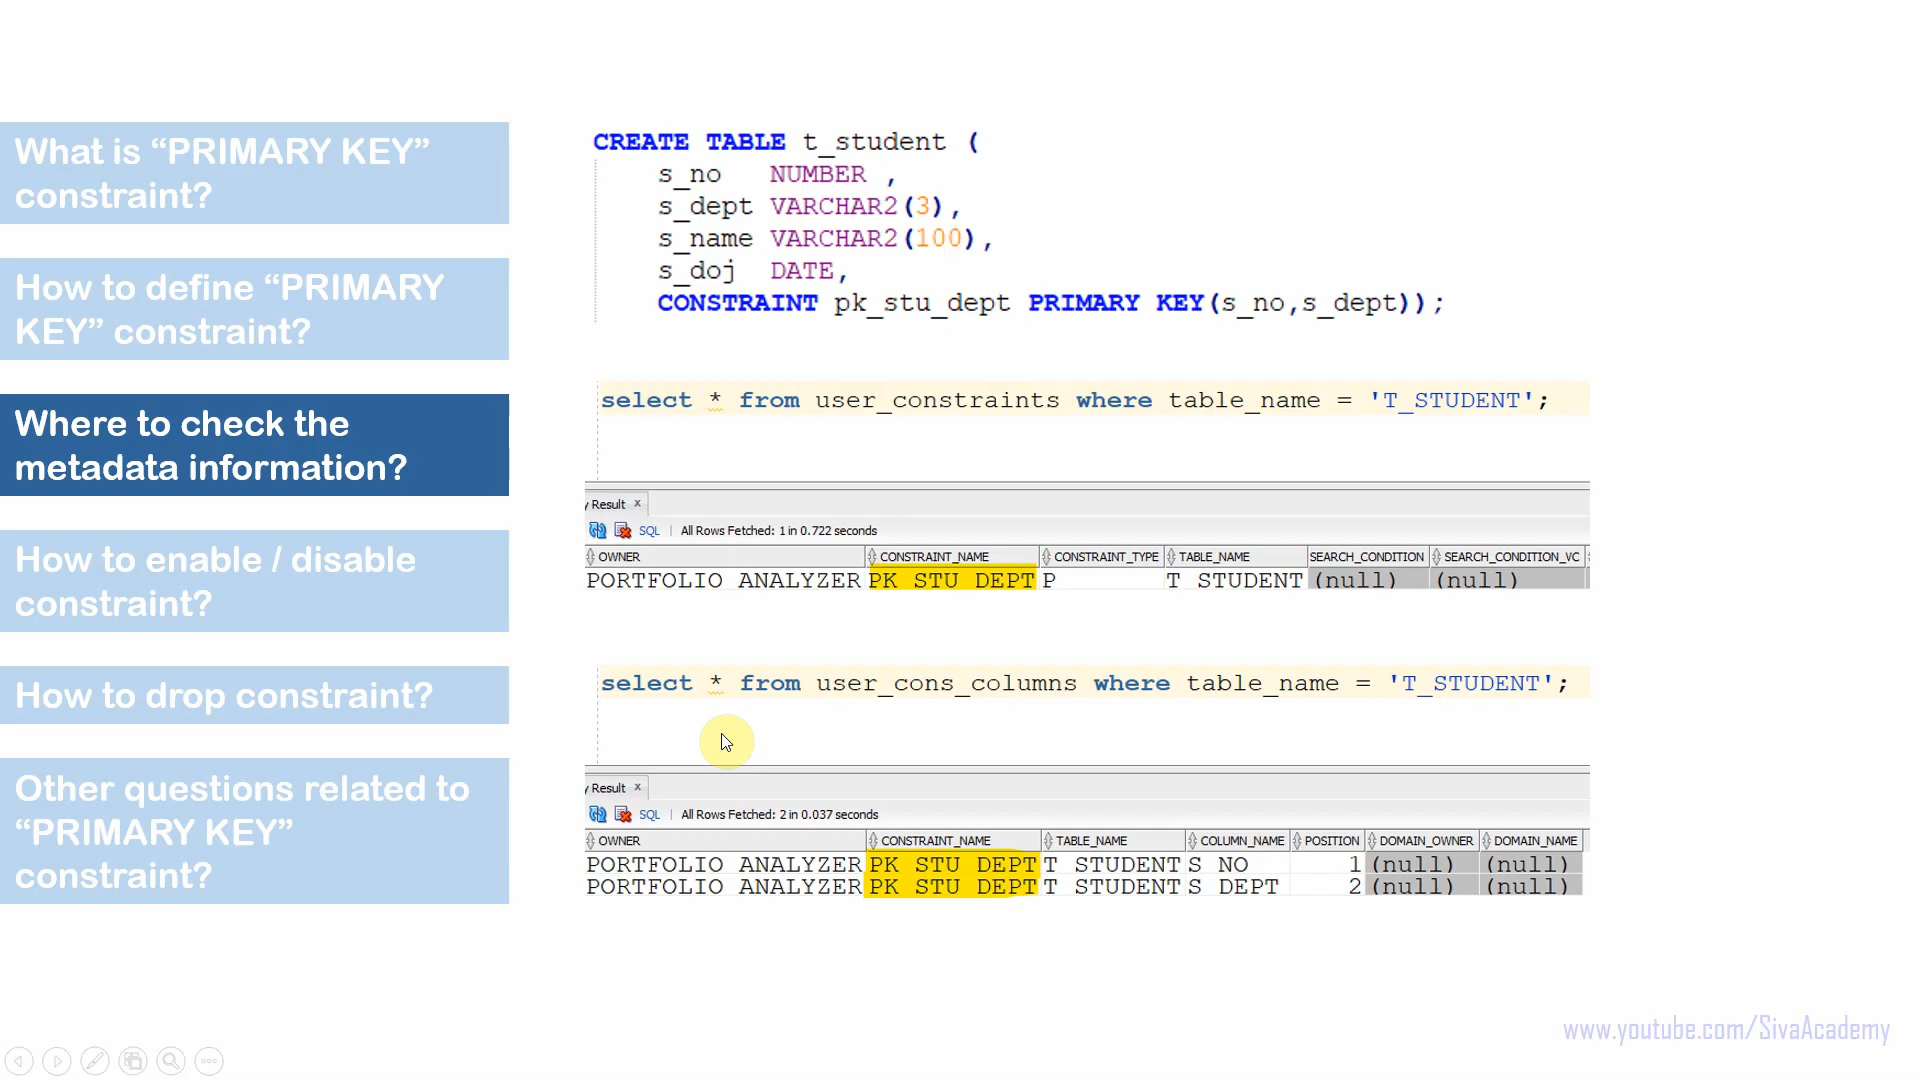 What is “PRIMARY KEY”
constraint?
How to define “PRIMARY
KEY” constraint?
Where to check the
metadata information?
How to enable / disable
constraint?
How to drop constraint?
Other questions related to
“PRIMARY KEY”
constraint?
CREATE TABLE t_student (
s_no NUMBER ,
s_dept VARCHAR2(3),
s_name VARCHAR2(100),
s_doj DATE,
CONSTRAINT pk_stu_dept PRIMARY KEY(s_no,s_dept));
select * from user_constraints where table_name = 'T_STUDENT';
y Result x
SQL | All Rows Fetched: 1 in 0.722 seconds
OWNER CONSTRAINT_NAME CONSTRAINT_TYPE TABLE_NAME SEARCH_CONDITION SEARCH_CONDITION_VC
PORTFOLIO ANALYZER PK STU DEPT P T STUDENT (null) (null)
select * from user_cons_columns where table_name = 'T_STUDENT';
y Result x
SQL | All Rows Fetched: 2 in 0.037 seconds
OWNER CONSTRAINT_NAME TABLE_NAME COLUMN_NAME POSITION DOMAIN_OWNER DOMAIN_NAME
PORTFOLIO ANALYZER PK STU DEPT T STUDENT S NO 1 (null) (null)
PORTFOLIO ANALYZER PK STU DEPT T STUDENT S DEPT 2 (null) (null)
www.youtube.com/SivaAcademy